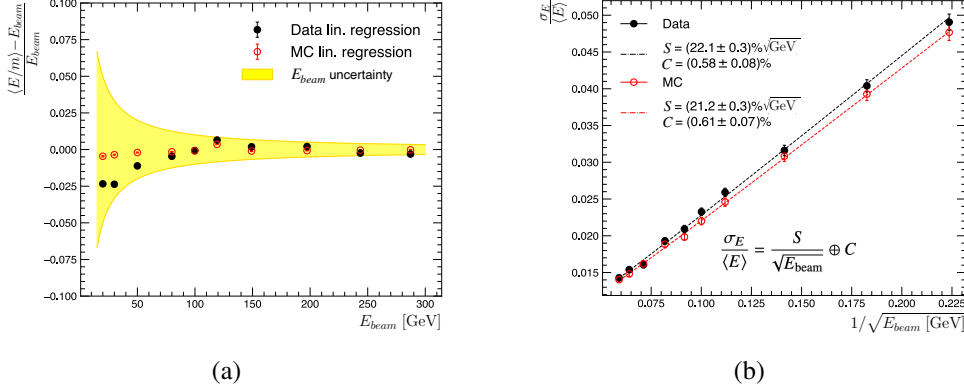 ⟨E/m⟩ − E_beam / E_beam
0.100
0.075
0.050
0.025
0.000
−0.025
−0.050
−0.075
−0.100
Data lin. regression
MC lin. regression
E_beam uncertainty
50 100 150 200 250 300
E_beam [GeV]
(a)
σ_E / ⟨E⟩
0.050
0.045
0.040
0.035
0.030
0.025
0.020
0.015
Data
S = (22.1 ± 0.3)%√GeV
C = (0.58 ± 0.08)%
MC
S = (21.2 ± 0.3)%√GeV
C = (0.61 ± 0.07)%
σ_E / ⟨E⟩ = S / √E_beam ⊕ C
0.075 0.100 0.125 0.150 0.175 0.200 0.225
1/√E_beam [GeV]
(b)